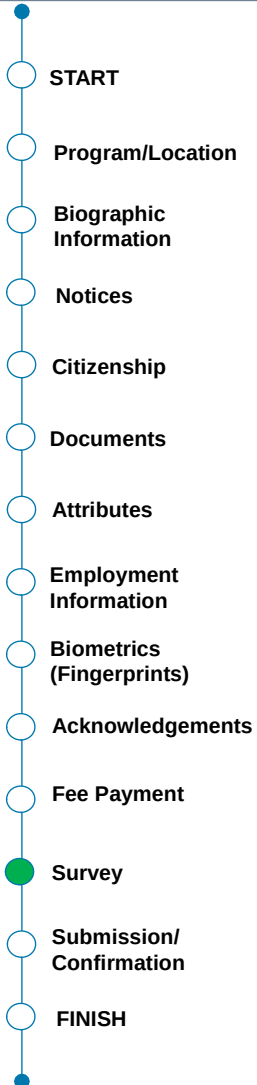 START
Program/Location
Biographic
Information
Notices
Citizenship
Documents
Attributes
Employment
Information
Biometrics
(Fingerprints)
Acknowledgements
Fee Payment
Survey
Submission/
Confirmation
FINISH